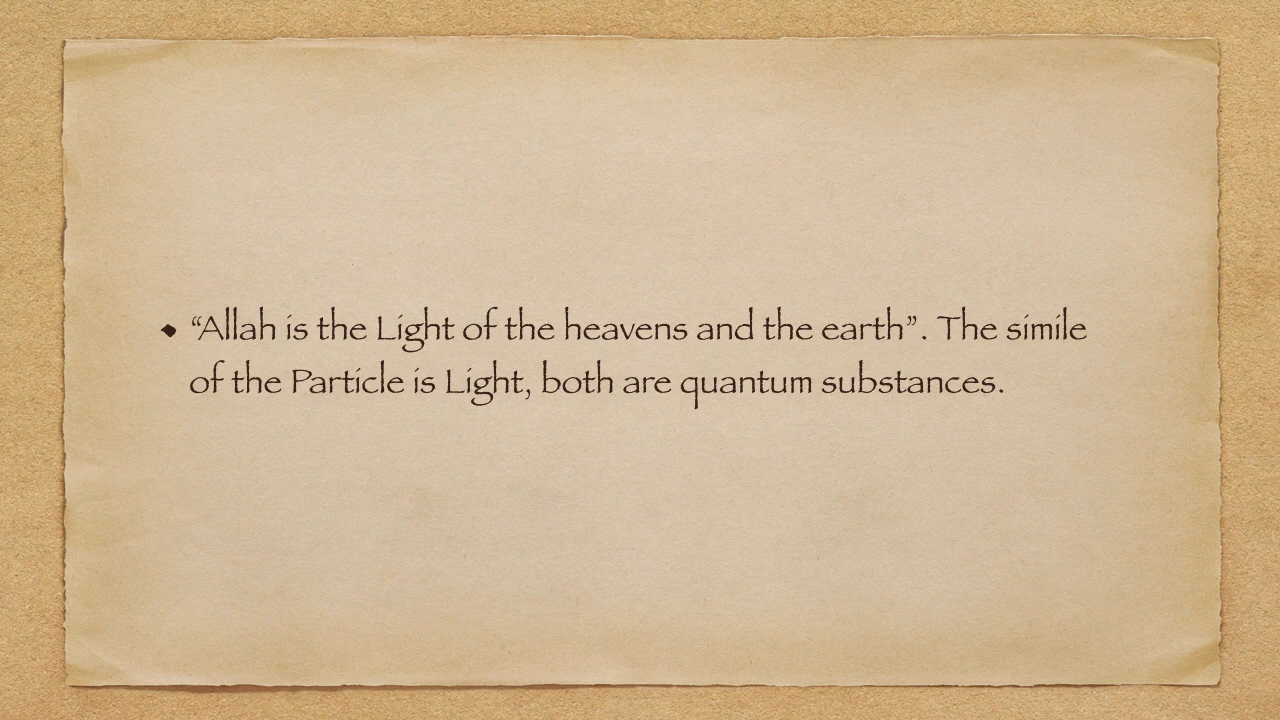 • “Allah is the Light of the heavens and the earth”. The simile
of the Particle is Light, both are quantum substances.